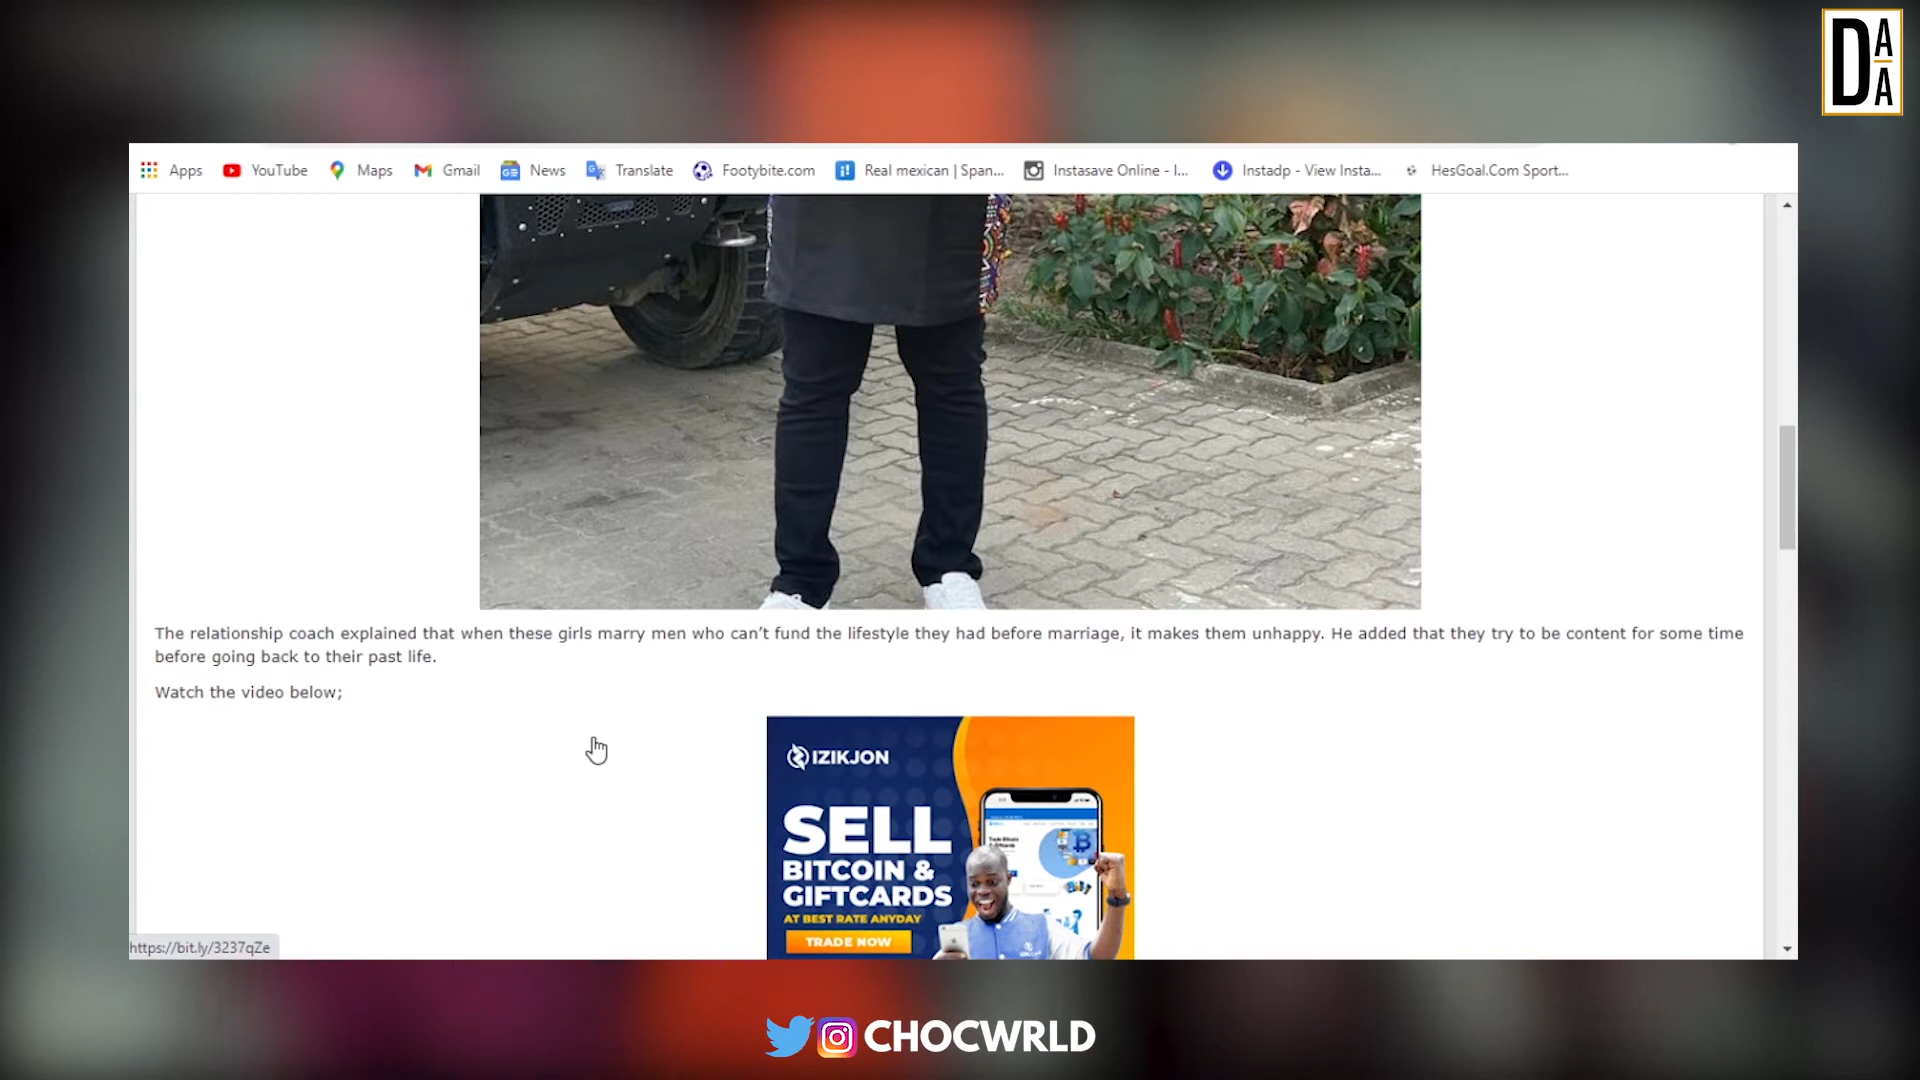 D
A
A
Apps YouTube Maps Gmail News Translate Footybite.com Real mexican | Span... Instasave Online - I... Instadp - View Insta... HesGoal.Com Sport...
The relationship coach explained that when these girls marry men who can't fund the lifestyle they had before marriage, it makes them unhappy. He added that they try to be content for some time
before going back to their past life.
Watch the video below;
IZIKJON
SELL
BITCOIN &
GIFTCARDS
AT BEST RATE ANYDAY
TRADE NOW
https://bit.ly/3237qZe
CHOCWRLD